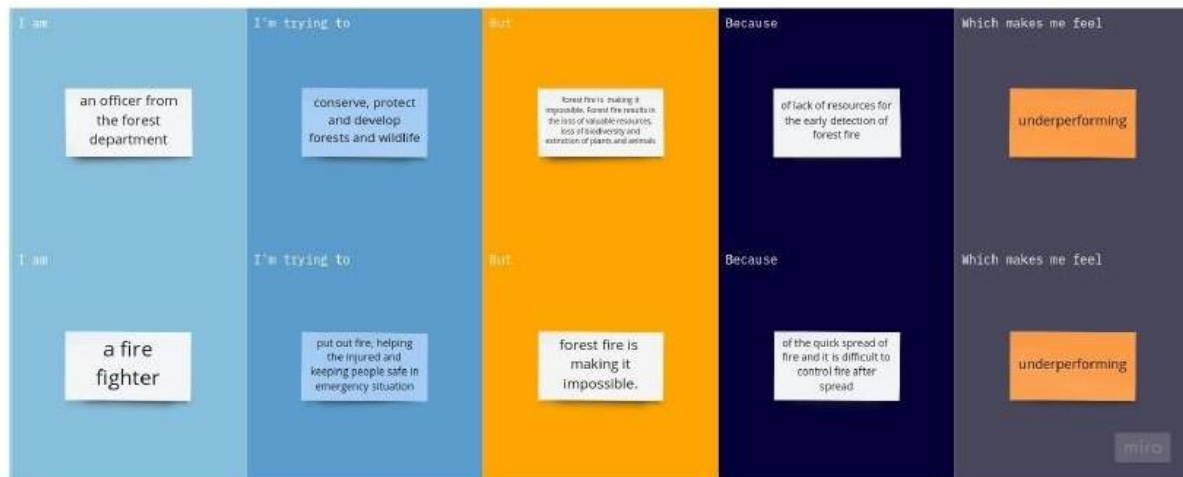 I am
I'm trying to
But
Because
Which makes me feel
an officer from
the forest
department
conserve, protect
and develop
forests and wildlife
forest fire is making it
impossible. Forest fire results in
the loss of valuable resources,
loss of biodiversity and
extinction of plants and animals
of lack of resources for
the early detection of
forest fire
underperforming
I am
I'm trying to
But
Because
Which makes me feel
a fire
fighter
put out fire, helping
the injured and
keeping people safe in
emergency situation
forest fire is
making it
impossible.
of the quick spread of
fire and it is difficult to
control fire after
spread
underperforming
miro